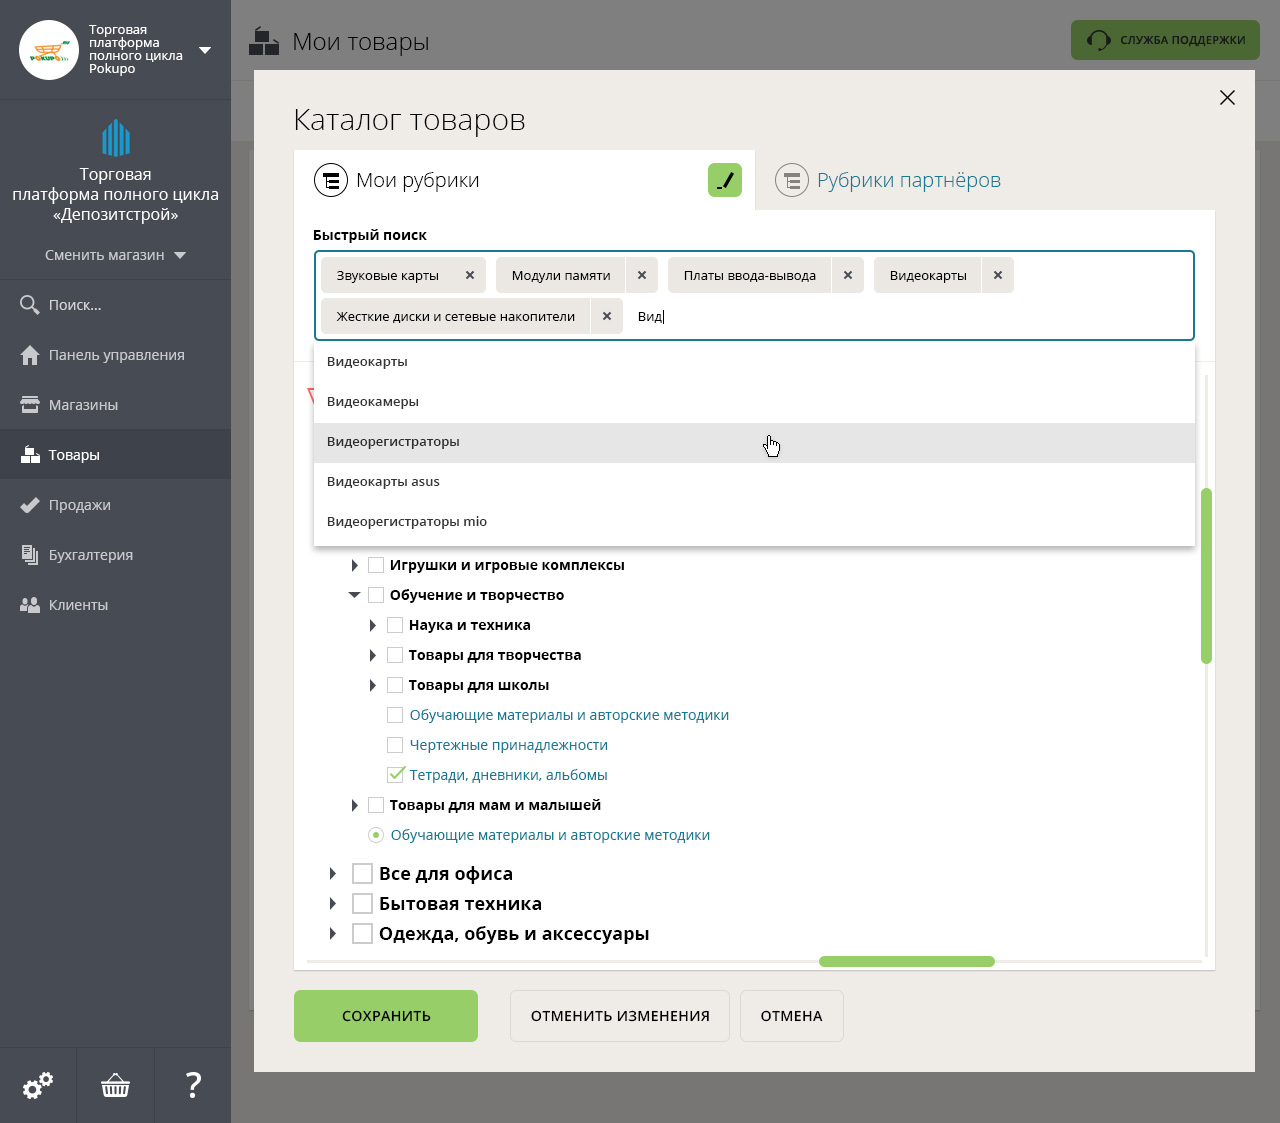 Торговая
платформа
полного цикла
Pokupo
POKUPO
Мои товары
СЛУЖБА ПОДДЕРЖКИ
Торговая
платформа полного цикла
«Депозитстрой»
Сменить магазин
Поиск...
Панель управления
Магазины
Товары
Продажи
Бухгалтерия
Клиенты
?
Каталог товаров
Мои рубрики
Рубрики партнёров
Быстрый поиск
Звуковые карты ×
Модули памяти ×
Платы ввода-вывода ×
Видеокарты ×
Жесткие диски и сетевые накопители ×
Вид
Видеокарты
Видеокамеры
Видеорегистраторы
Видеокарты asus
Видеорегистраторы mio
Игрушки и игровые комплексы
Обучение и творчество
Наука и техника
Товары для творчества
Товары для школы
Обучающие материалы и авторские методики
Чертежные принадлежности
Тетради, дневники, альбомы
Товары для мам и малышей
Обучающие материалы и авторские методики
Все для офиса
Бытовая техника
Одежда, обувь и аксессуары
СОХРАНИТЬ
ОТМЕНИТЬ ИЗМЕНЕНИЯ
ОТМЕНА